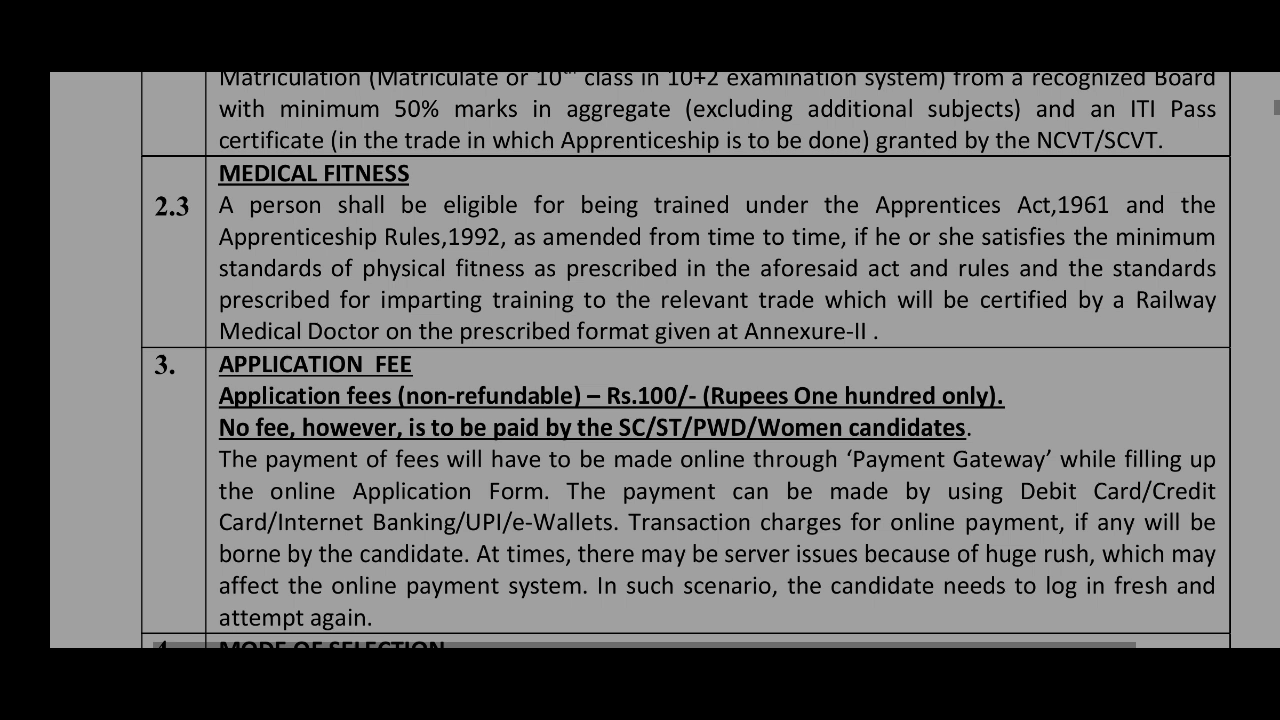 Matriculation (Matriculate or 10th class in 10+2 examination system) from a recognized Board
with minimum 50% marks in aggregate (excluding additional subjects) and an ITI Pass
certificate (in the trade in which Apprenticeship is to be done) granted by the NCVT/SCVT.
MEDICAL FITNESS
2.3 A person shall be eligible for being trained under the Apprentices Act,1961 and the
Apprenticeship Rules,1992, as amended from time to time, if he or she satisfies the minimum
standards of physical fitness as prescribed in the aforesaid act and rules and the standards
prescribed for imparting training to the relevant trade which will be certified by a Railway
Medical Doctor on the prescribed format given at Annexure-II .
3. APPLICATION FEE
Application fees (non-refundable) – Rs.100/- (Rupees One hundred only).
No fee, however, is to be paid by the SC/ST/PWD/Women candidates.
The payment of fees will have to be made online through ‘Payment Gateway’ while filling up
the online Application Form. The payment can be made by using Debit Card/Credit
Card/Internet Banking/UPI/e-Wallets. Transaction charges for online payment, if any will be
borne by the candidate. At times, there may be server issues because of huge rush, which may
affect the online payment system. In such scenario, the candidate needs to log in fresh and
attempt again.
4. MODE OF SELECTION